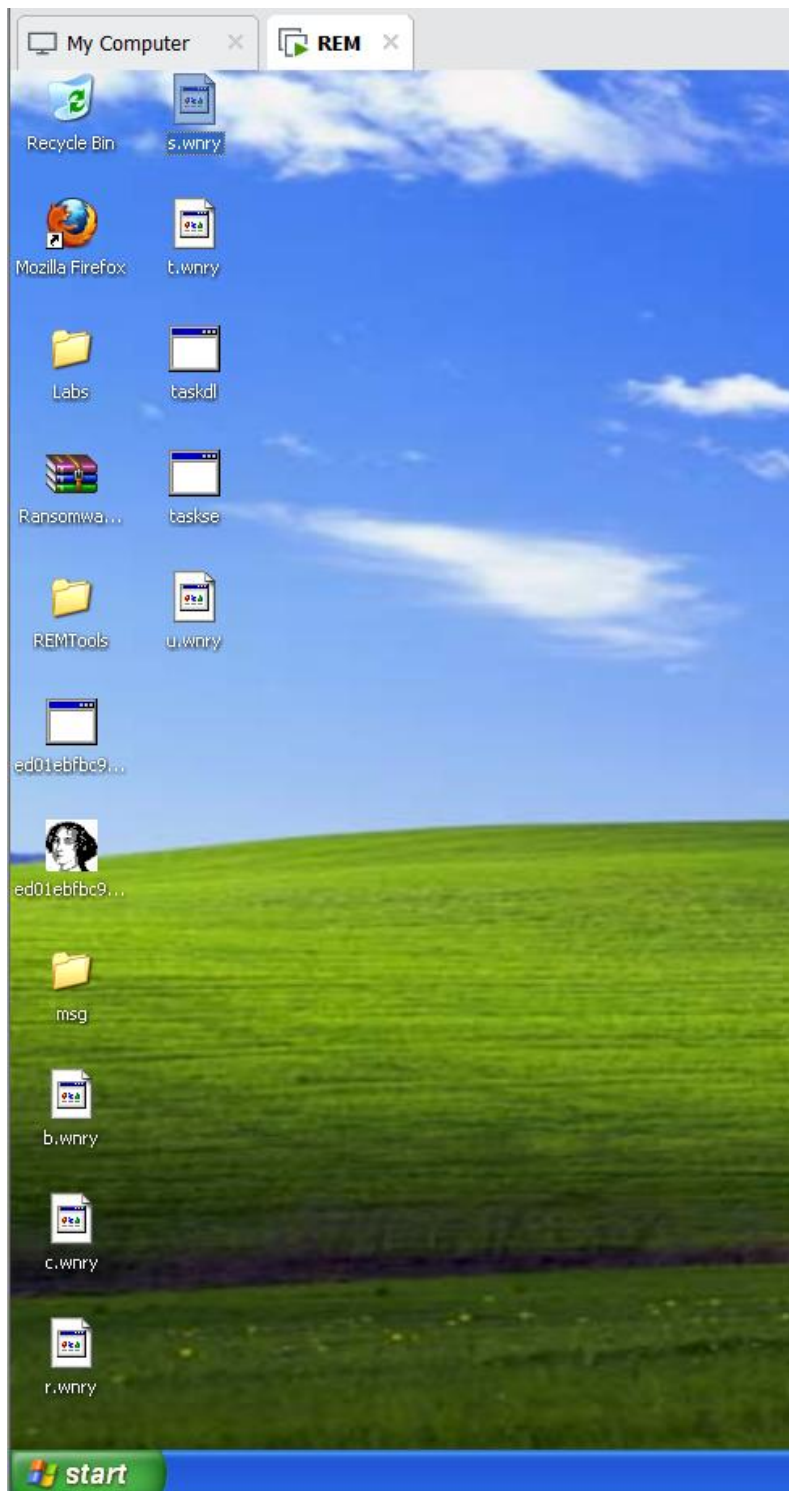 My Computer
REM
Recycle Bin
s.wnry
Mozilla Firefox
t.wnry
Labs
taskdl
Ransomwa...
taskse
REMTools
u.wnry
ed01ebfbc9...
ed01ebfbc9...
msg
b.wnry
c.wnry
r.wnry
start